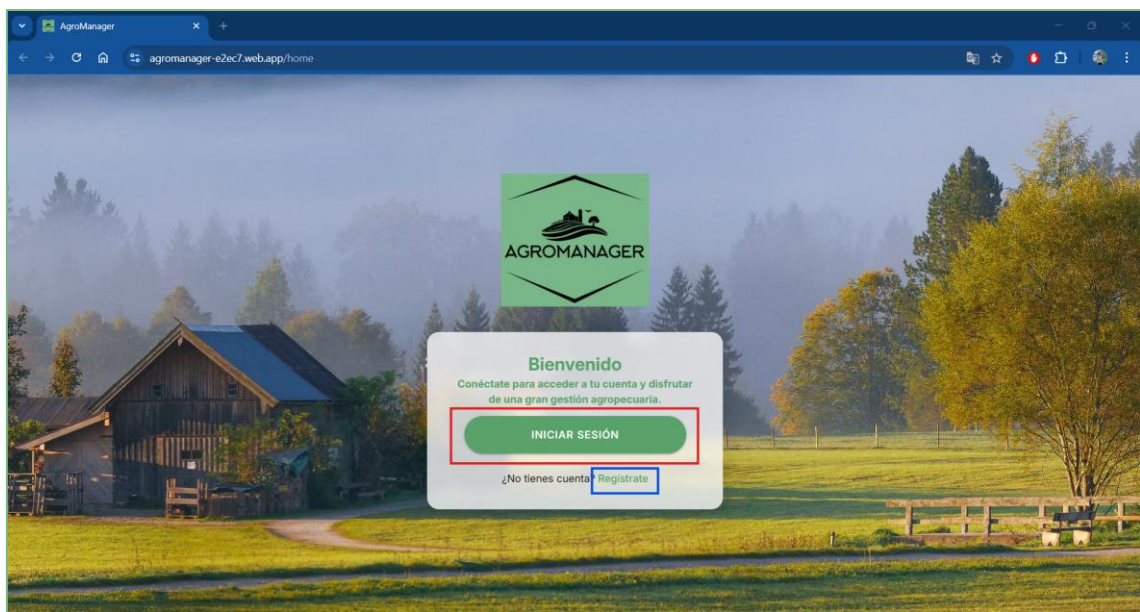 AgroManager
agromanager-e2ec7.web.app/home
AGROMANAGER
Bienvenido
Conéctate para acceder a tu cuenta y disfrutar
de una gran gestión agropecuaria.
INICIAR SESIÓN
¿No tienes cuenta? Regístrate